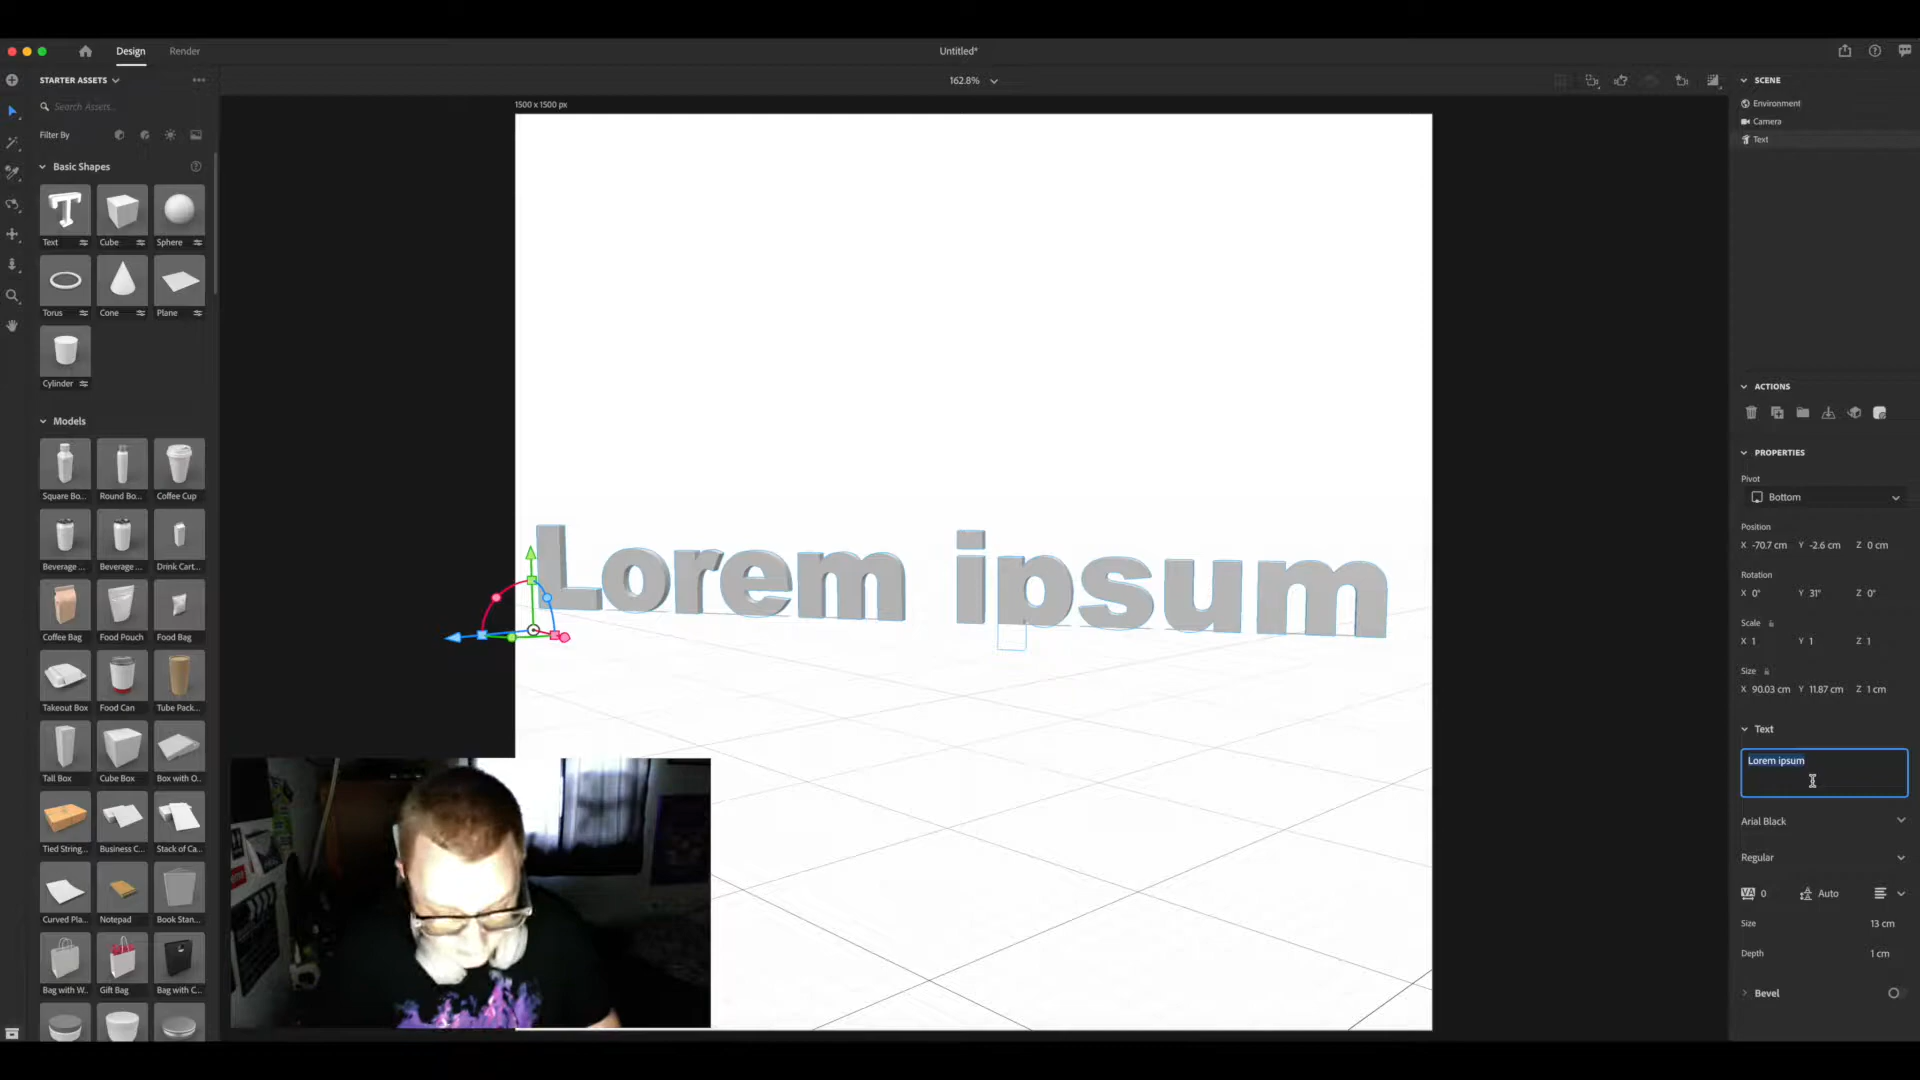 Design
Render
Untitled*
STARTER ASSETS
162.8%
SCENE
Search Assets...
1500 x 1500 px
Environment
Camera
Text
Filter By
Basic Shapes
Text
Cube
Sphere
Torus
Cone
Plane
Cylinder
Models
Square Bo...
Round Bo...
Coffee Cup
Beverage ...
Beverage ...
Drink Cart...
Coffee Bag
Food Pouch
Food Bag
Takeout Box
Food Can
Tube Pack...
Tall Box
Cube Box
Box with O...
Tied String...
Business C...
Stack of Ca...
Curved Pla...
Notepad
Book Stan...
Bag with W...
Gift Bag
Bag with C...
Lorem ipsum
ACTIONS
PROPERTIES
Pivot
Bottom
Position
X -70.7 cm Y -2.6 cm Z 0 cm
Rotation
X 0° Y 31° Z 0°
Scale
X 1 Y 1 Z 1
Size
X 90.03 cm Y 11.87 cm Z 1 cm
Text
Lorem ipsum
Arial Black
Regular
VA 0 Auto
Size 13 cm
Depth 1 cm
Bevel